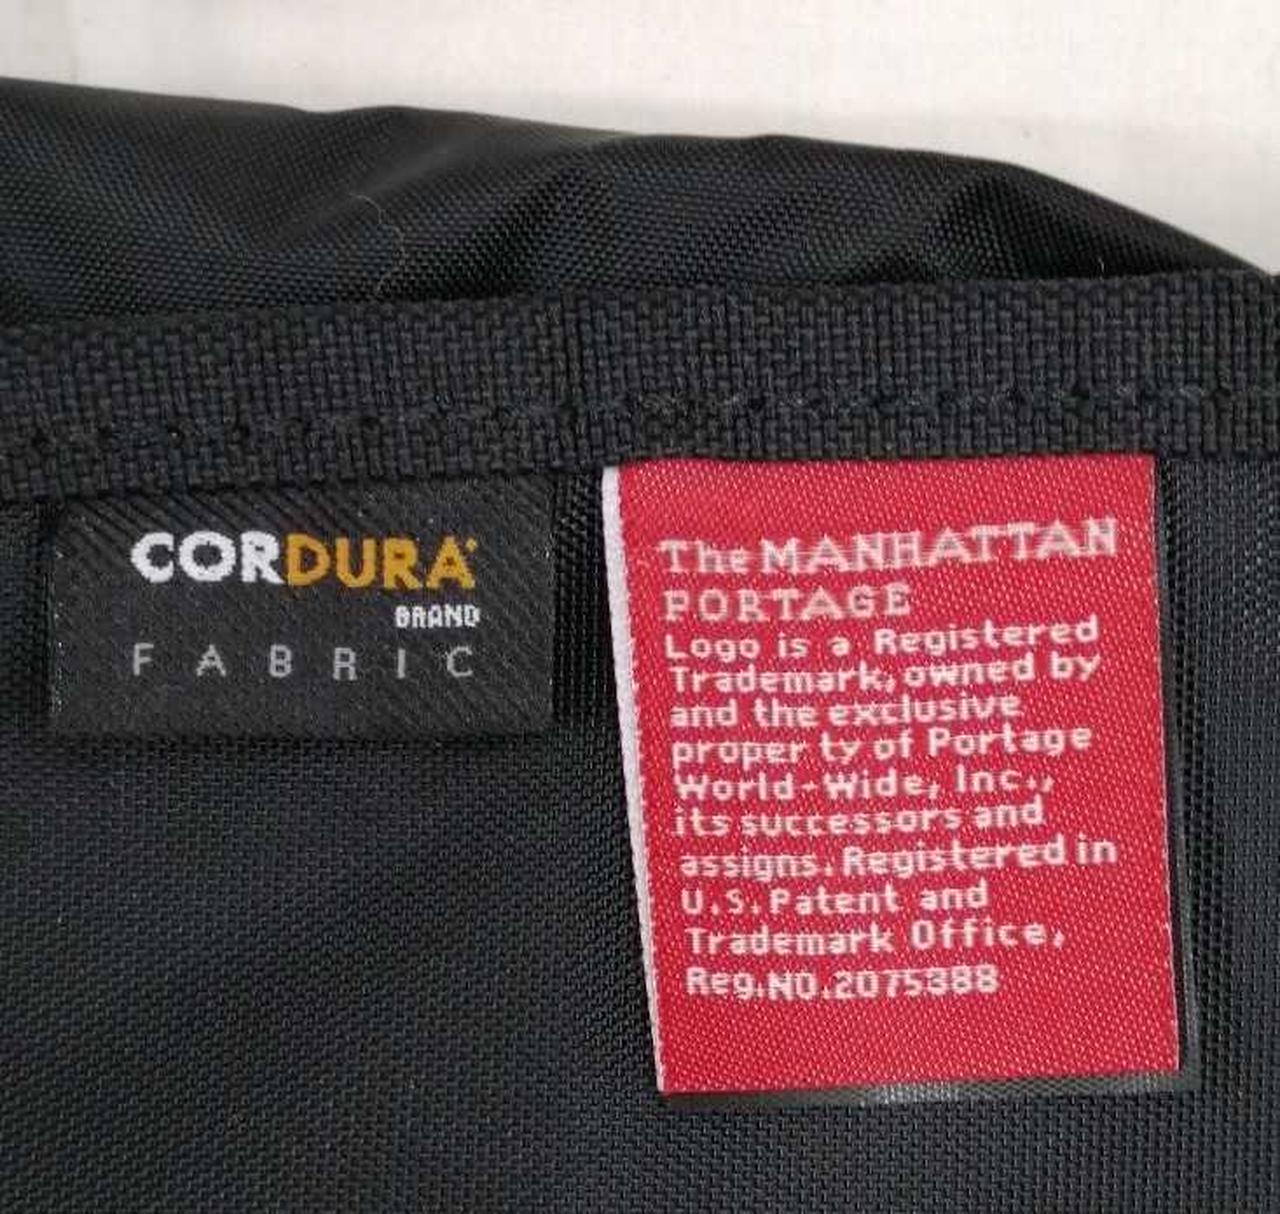 CORDURA
BRAND
FABRIC
The MANHATTAN
PORTAGE
Logo is a Registered
Trademark, owned by
and the exclusive
proper ty of Portage
World-Wide, Inc.,
its successors and
assigns. Registered in
U.S. Patent and
Trademark Office,
Reg.NO.2075388